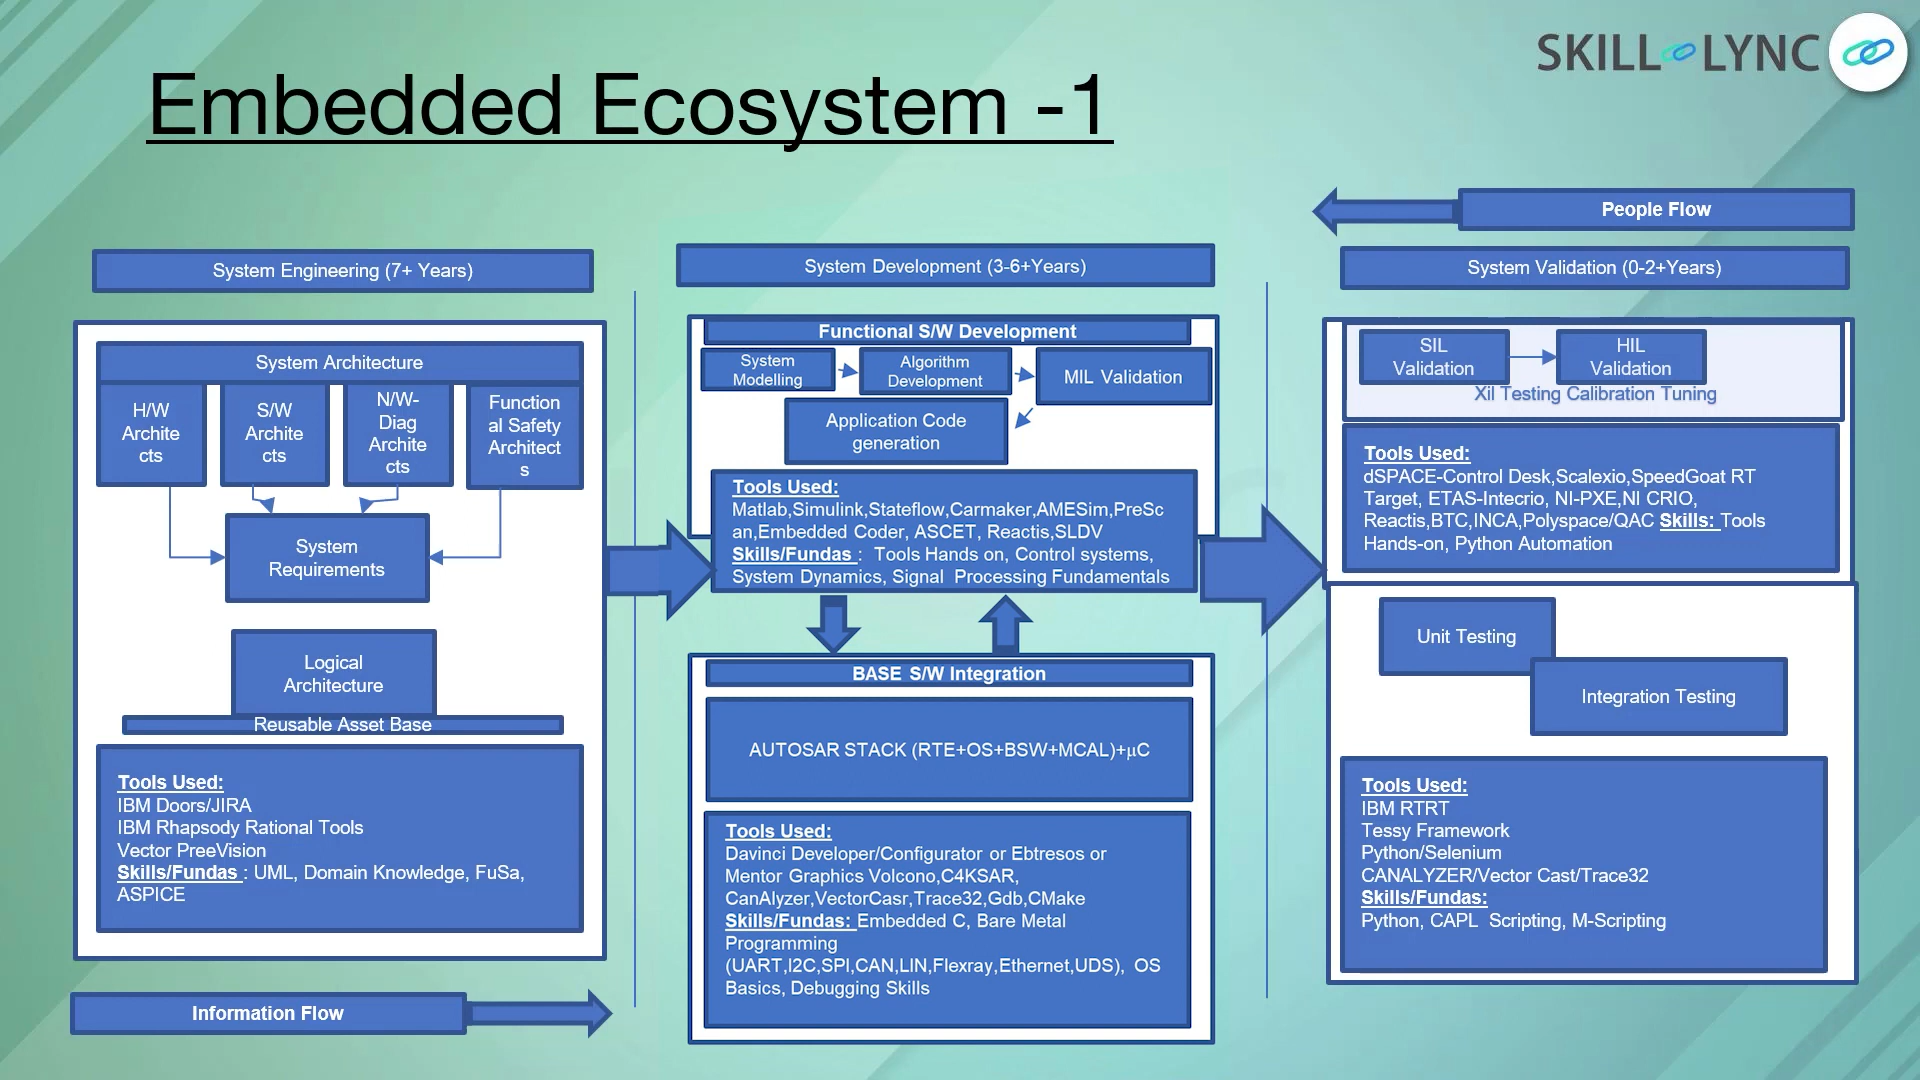 SKILL LYNC
Embedded Ecosystem -1
People Flow
System Engineering (7+ Years)
System Architecture
H/W
Archite
cts
S/W
Archite
cts
N/W-
Diag
Archite
cts
Function
al Safety
Architect
s
System
Requirements
Logical
Architecture
Reusable Asset Base
Tools Used:
IBM Doors/JIRA
IBM Rhapsody Rational Tools
Vector PreeVision
Skills/Fundas : UML, Domain Knowledge, FuSa,
ASPICE
Information Flow
System Development (3-6+Years)
Functional S/W Development
System
Modelling
Algorithm
Development
MIL Validation
Application Code
generation
Tools Used:
Matlab,Simulink,Stateflow,Carmaker,AMESim,PreSc
an,Embedded Coder, ASCET, Reactis,SLDV
Skills/Fundas : Tools Hands on, Control systems,
System Dynamics, Signal Processing Fundamentals
BASE S/W Integration
AUTOSAR STACK (RTE+OS+BSW+MCAL)+µC
Tools Used:
Davinci Developer/Configurator or Ebtresos or
Mentor Graphics Volcono,C4KSAR,
CanAlyzer,VectorCasr,Trace32,Gdb,CMake
Skills/Fundas: Embedded C, Bare Metal
Programming
(UART,I2C,SPI,CAN,LIN,Flexray,Ethernet,UDS), OS
Basics, Debugging Skills
System Validation (0-2+Years)
SIL
Validation
HIL
Validation
Xil Testing Calibration Tuning
Tools Used:
dSPACE-Control Desk,Scalexio,SpeedGoat RT
Target, ETAS-Intecrio, NI-PXE,NI CRIO,
Reactis,BTC,INCA,Polyspace/QAC Skills: Tools
Hands-on, Python Automation
Unit Testing
Integration Testing
Tools Used:
IBM RTRT
Tessy Framework
Python/Selenium
CANALYZER/Vector Cast/Trace32
Skills/Fundas:
Python, CAPL Scripting, M-Scripting